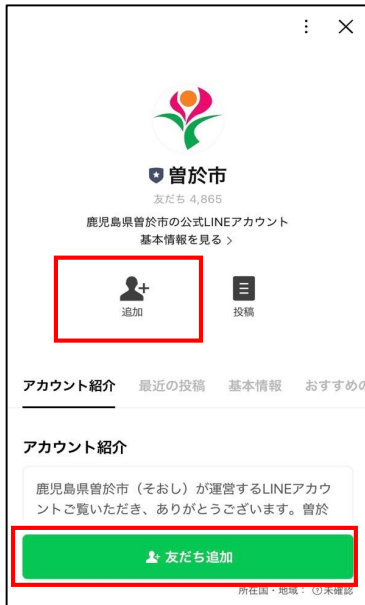 曽於市
友だち 4,865
鹿児島県曽於市の公式LINEアカウント
基本情報を見る >
追加 投稿
アカウント紹介 最近の投稿 基本情報 おすすめの
アカウント紹介
鹿児島県曽於市（そおし）が運営するLINEアカウ
ントご覧いただき、ありがとうございます。曽於
友だち追加
所在国・地域： ?未確認